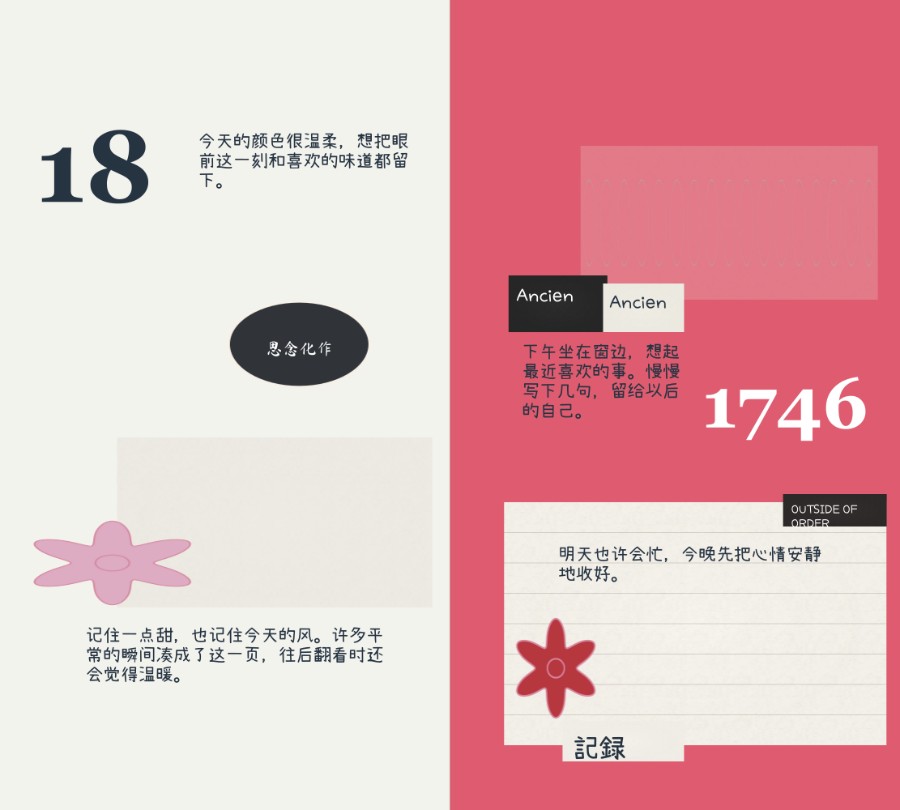 18
今天的颜色很温柔，想把眼
前这一刻和喜欢的味道都留
下。
思念化作
记住一点甜，也记住今天的风。许多平
常的瞬间凑成了这一页，往后翻看时还
会觉得温暖。
Ancien
Ancien
下午坐在窗边，想起
最近喜欢的事。慢慢
写下几句，留给以后
的自己。
1746
OUTSIDE OF
ORDER
明天也许会忙，今晚先把心情安静
地收好。
記録